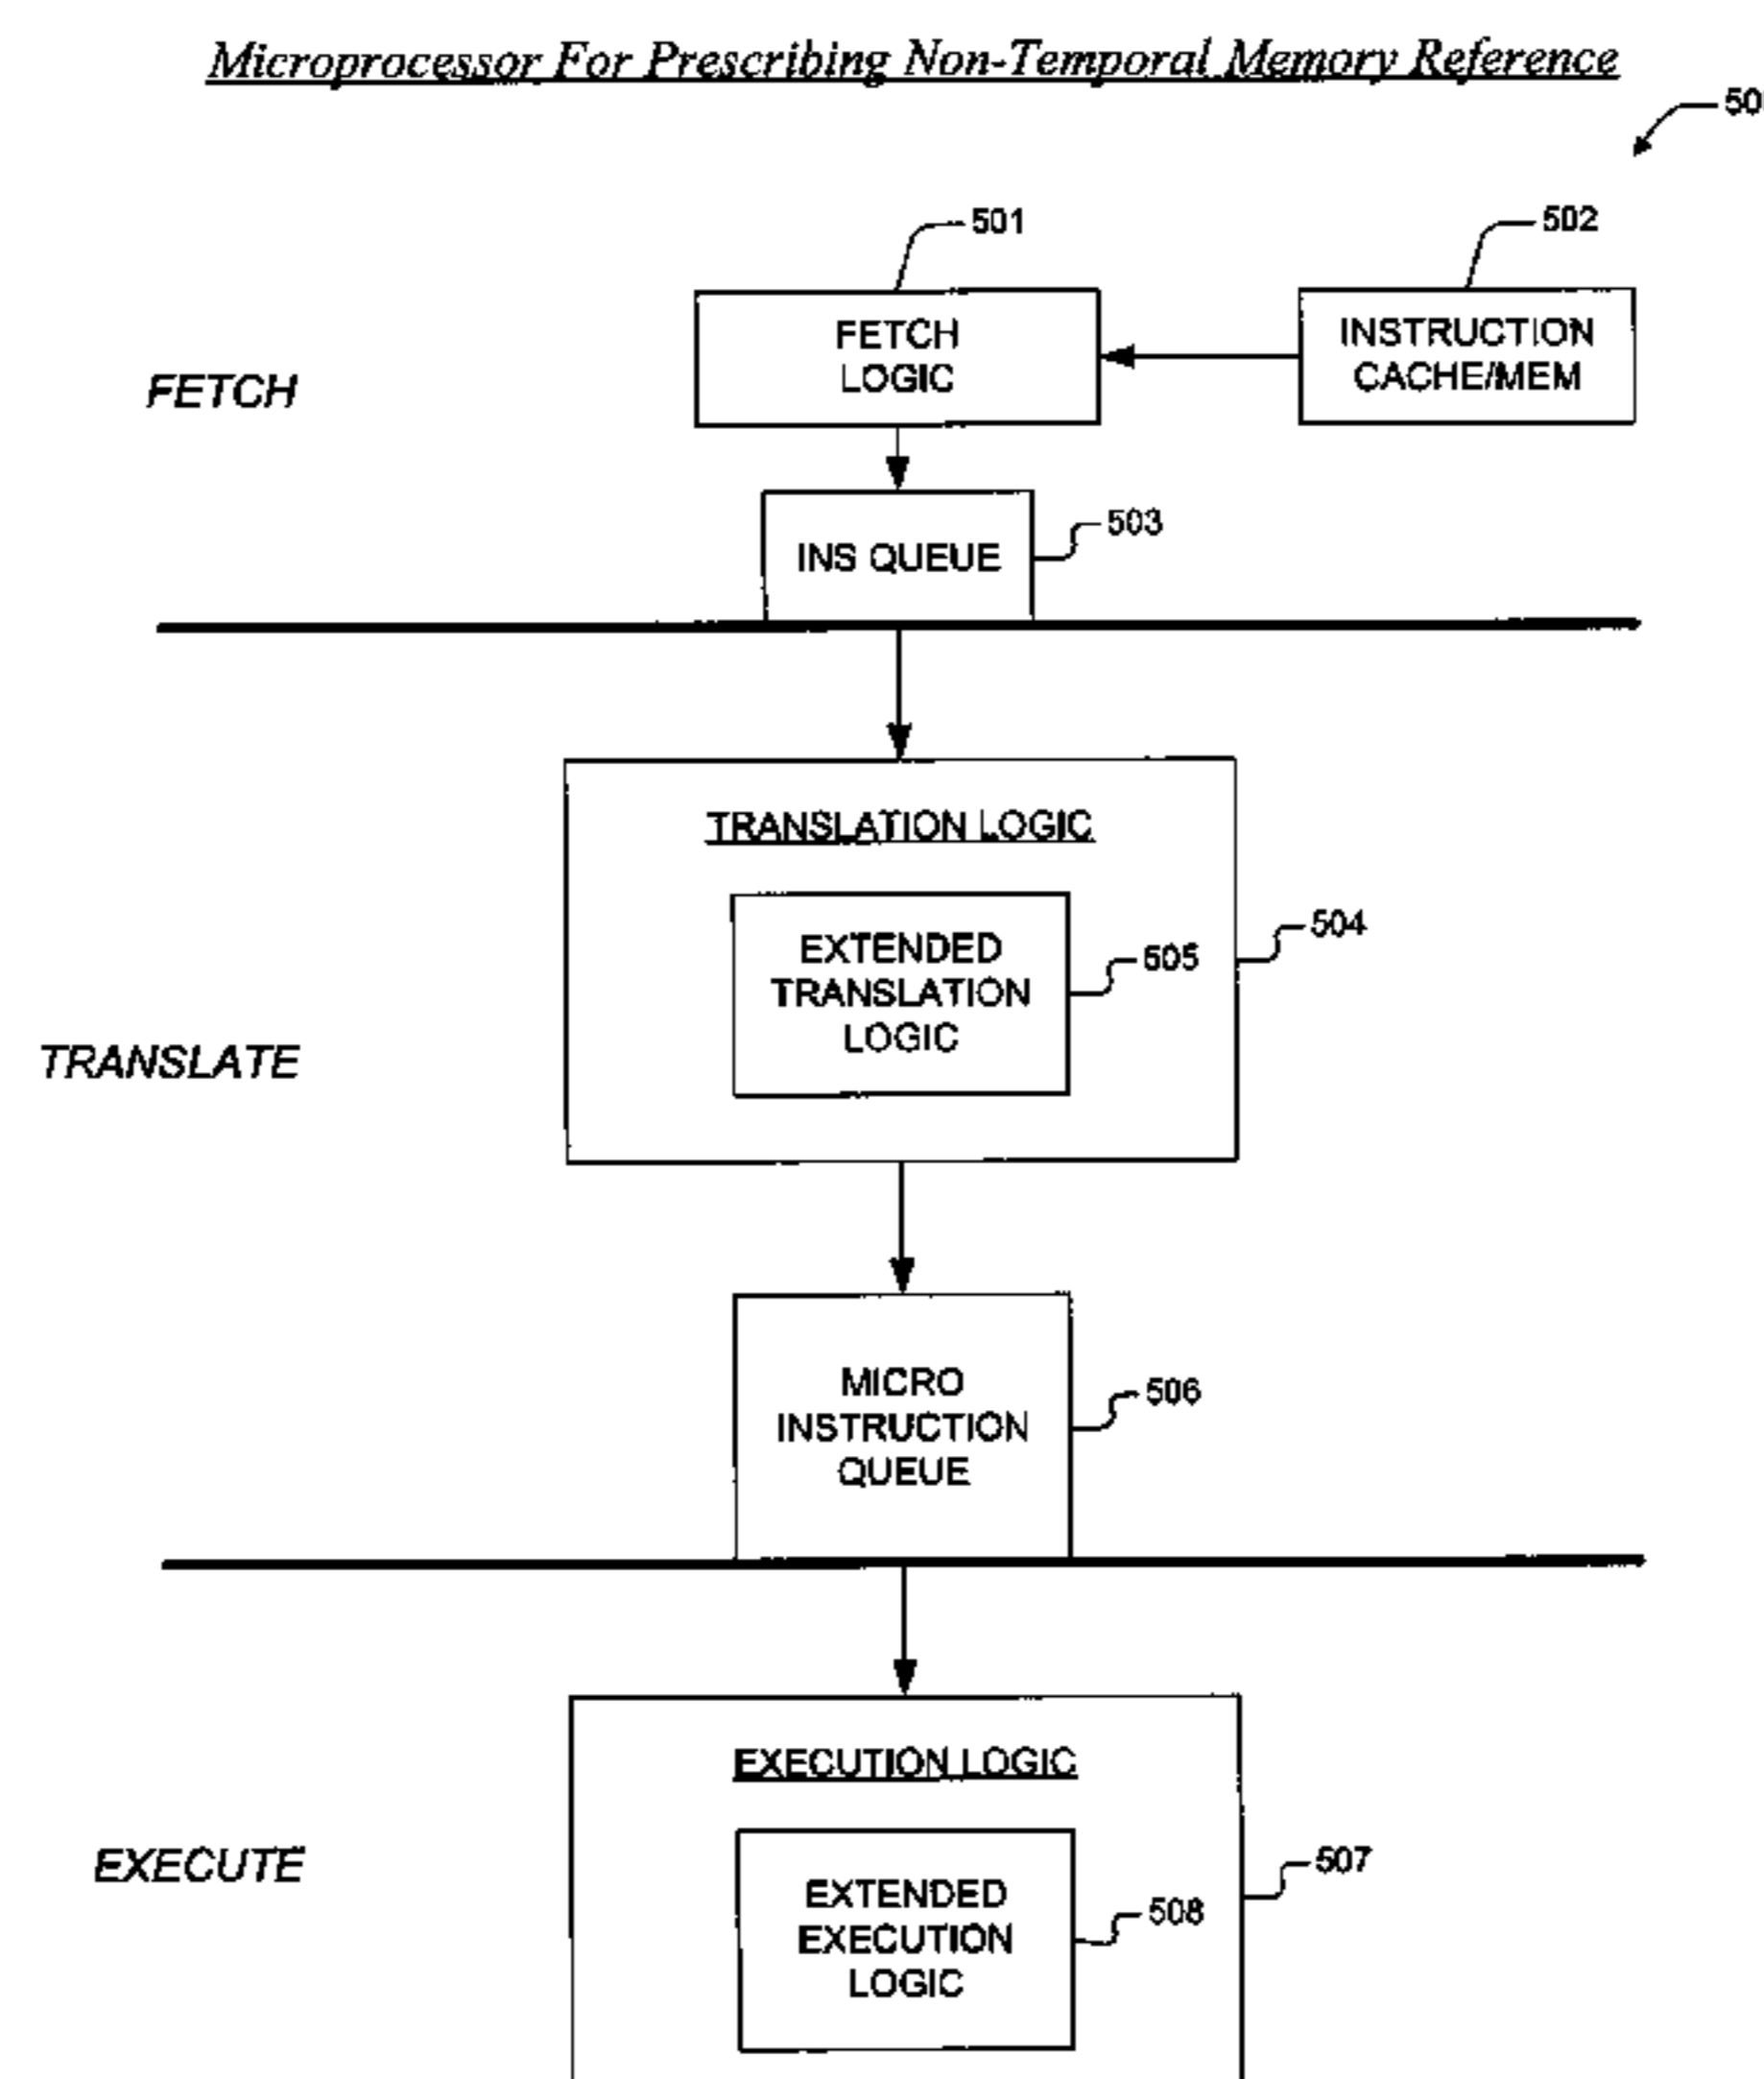 Microprocessor For Prescribing Non-Temporal Memory Reference
50
501
502
FETCH
LOGIC
INSTRUCTION
CACHE/MEM
FETCH
503
INS QUEUE
TRANSLATION LOGIC
504
EXTENDED
TRANSLATION
LOGIC
505
TRANSLATE
MICRO
INSTRUCTION
QUEUE
506
EXECUTION LOGIC
507
EXECUTE
EXTENDED
EXECUTION
LOGIC
508